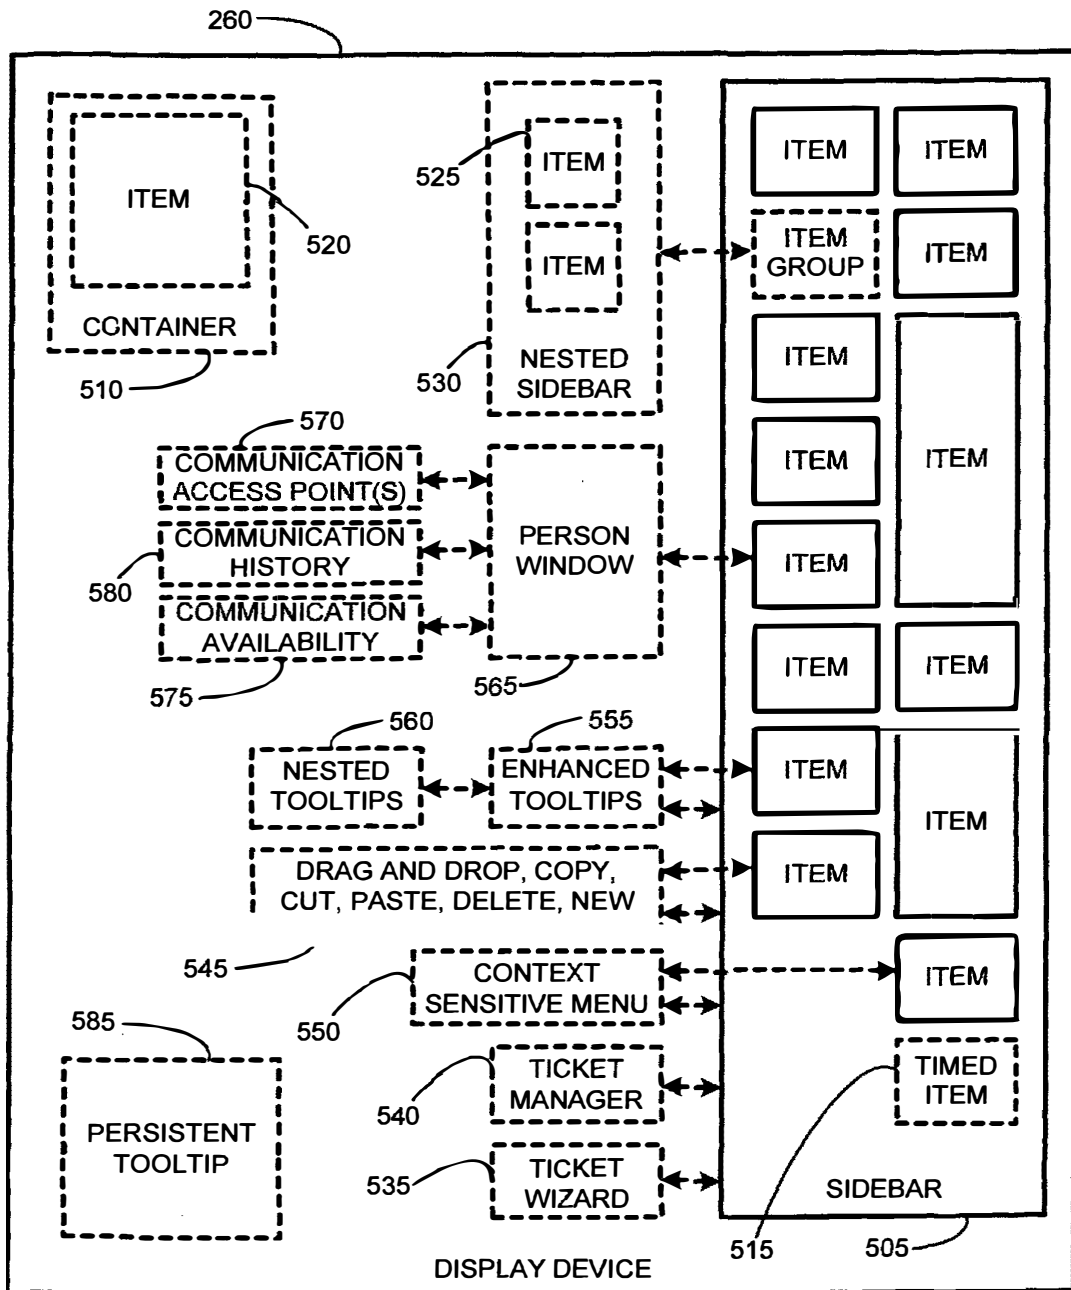 260
ITEM
520
CONTAINER
510
525
ITEM
ITEM
530
NESTED
SIDEBAR
ITEM
ITEM
ITEM
GROUP
ITEM
ITEM
ITEM
ITEM
ITEM
ITEM
ITEM
ITEM
ITEM
ITEM
ITEM
TIMED
ITEM
SIDEBAR
515
505
570
COMMUNICATION
ACCESS POINT(S)
COMMUNICATION
HISTORY
580
COMMUNICATION
AVAILABILITY
575
PERSON
WINDOW
565
560
555
NESTED
TOOLTIPS
ENHANCED
TOOLTIPS
DRAG AND DROP, COPY,
CUT, PASTE, DELETE, NEW
545
CONTEXT
SENSITIVE MENU
550
585
PERSISTENT
TOOLTIP
TICKET
MANAGER
540
TICKET
WIZARD
535
DISPLAY DEVICE